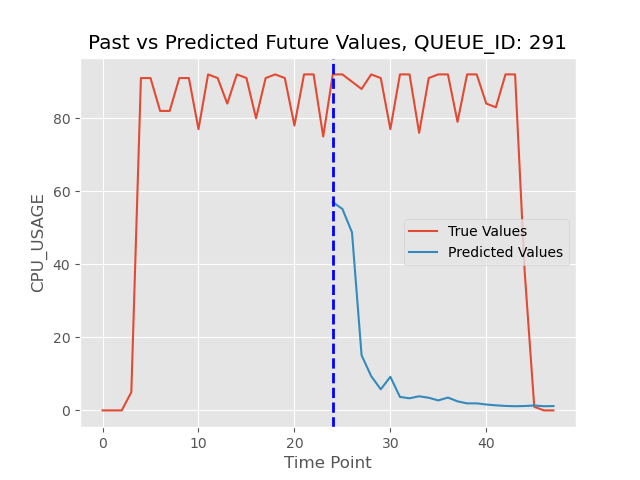 Past vs Predicted Future Values, QUEUE_ID: 291
CPU_USAGE
80
60
40
20
0
True Values
Predicted Values
0 10 20 30 40
Time Point